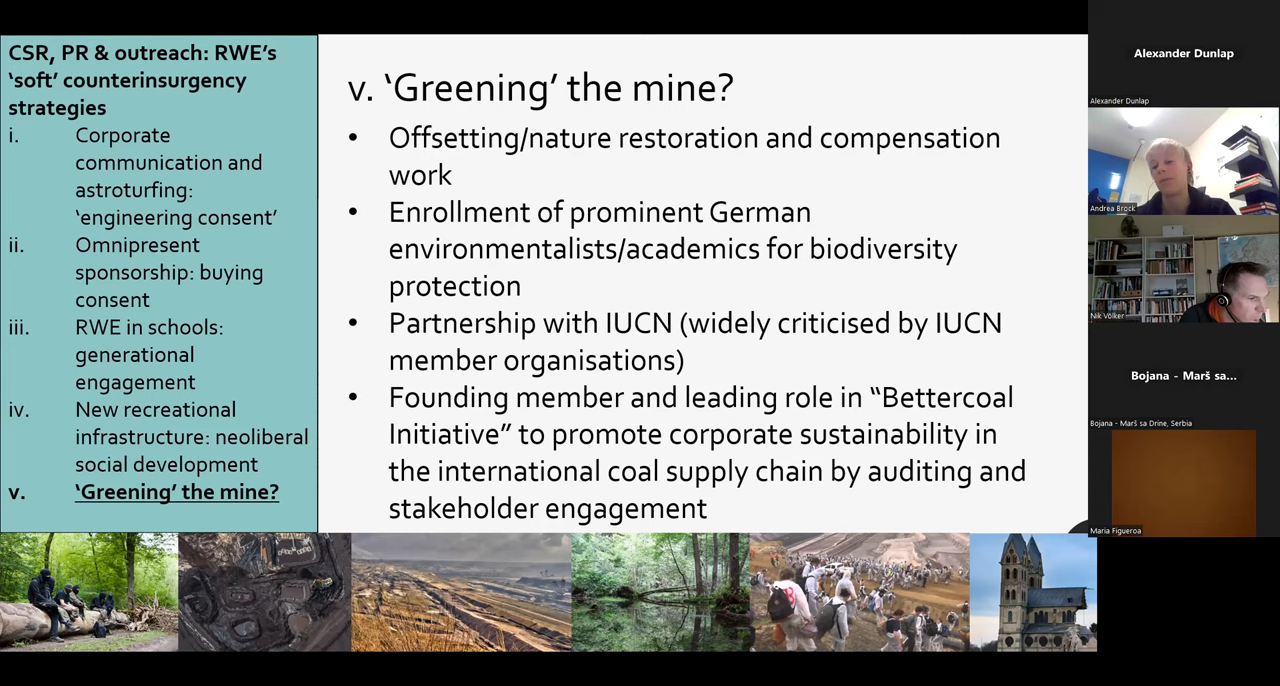 CSR, PR & outreach: RWE's
'soft' counterinsurgency
strategies
i. Corporate
communication and
astroturfing:
'engineering consent'
ii. Omnipresent
sponsorship: buying
consent
iii. RWE in schools:
generational
engagement
iv. New recreational
infrastructure: neoliberal
social development
v. 'Greening' the mine?
v. 'Greening' the mine?
• Offsetting/nature restoration and compensation
work
• Enrollment of prominent German
environmentalists/academics for biodiversity
protection
• Partnership with IUCN (widely criticised by IUCN
member organisations)
• Founding member and leading role in "Bettercoal
Initiative" to promote corporate sustainability in
the international coal supply chain by auditing and
stakeholder engagement
Alexander Dunlap
Alexander Dunlap
Andrea Brock
Nik Völker
Bojana - Marš sa...
Bojana - Marš sa Drine, Serbia
Maria Figueroa